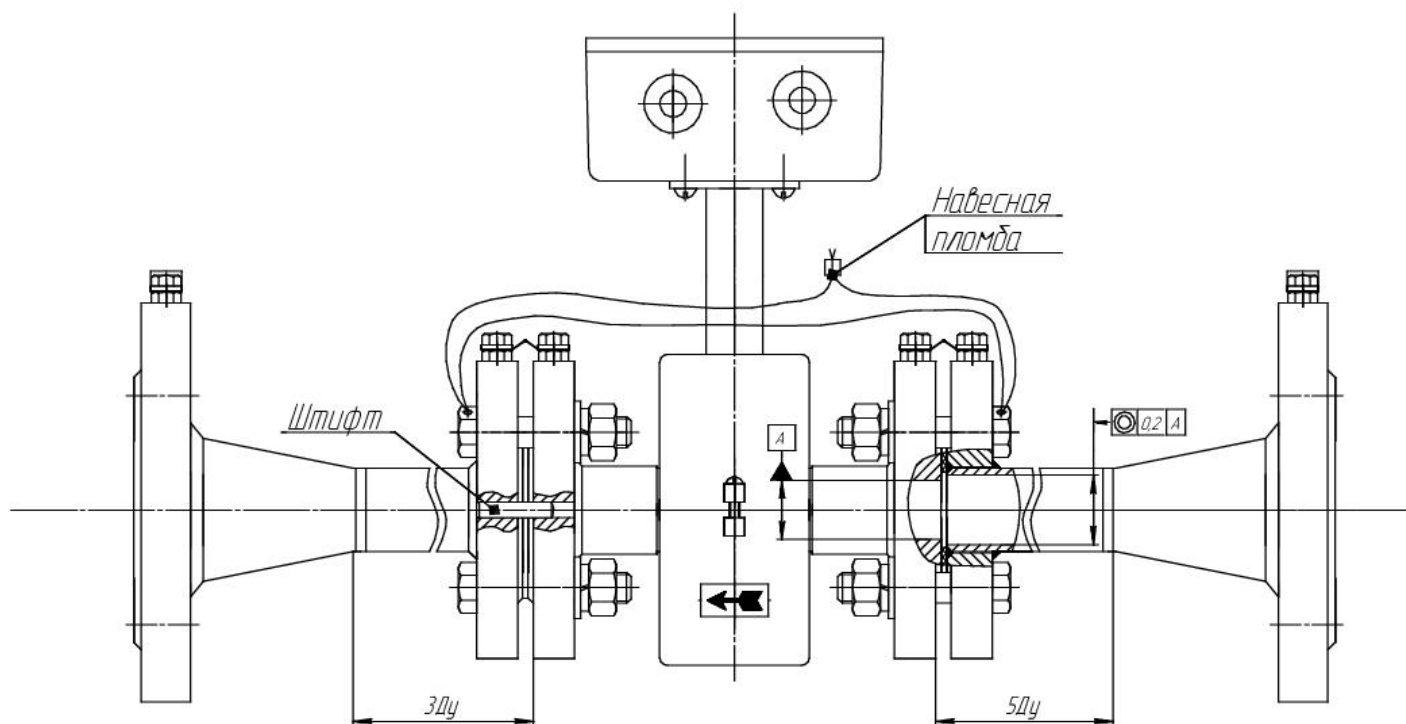 Навесная
пломба
Штифт
А
0,2 А
3Ду
5Ду